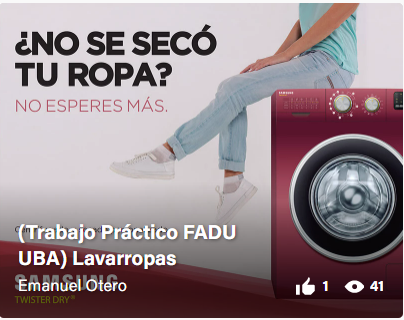 ¿NO SE SECÓ
TU ROPA?
NO ESPERES MÁS.
(Trabajo Práctico FADU
UBA) Lavarropas
SAMSUNG
Emanuel Otero
1
41
TWISTER DRY®